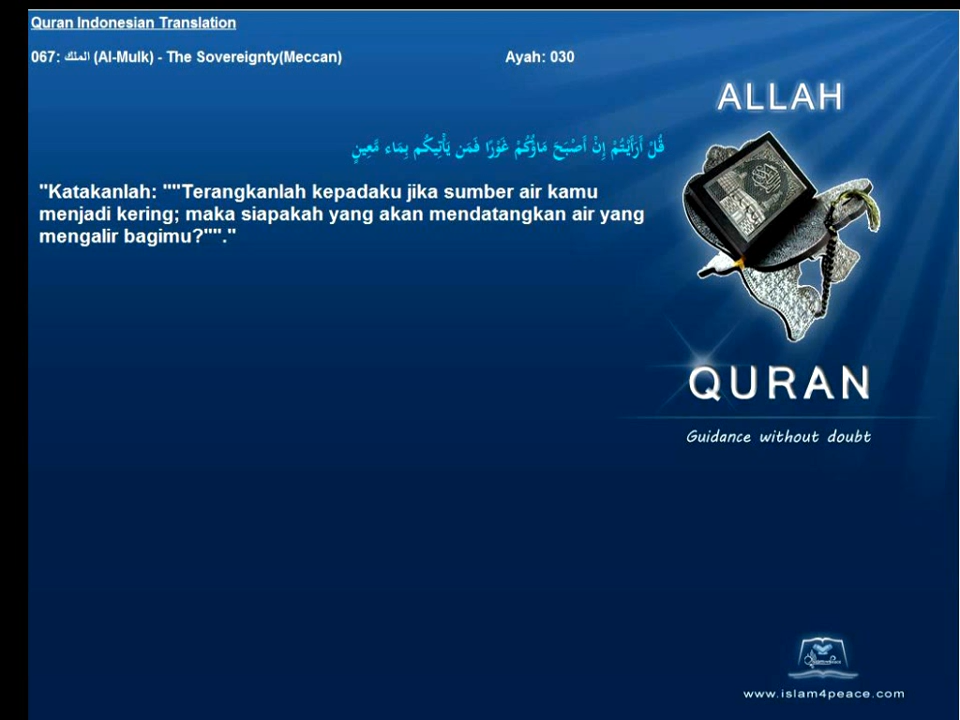 Quran Indonesian Translation
067: الملك (Al-Mulk) - The Sovereignty(Meccan) Ayah: 030
ALLAH
قُلْ أَرَأَيْتُمْ إِنْ أَصْبَحَ مَاؤُكُمْ غَوْرًا فَمَن يَأْتِيكُم بِمَاء مَّعِينٍ
"Katakanlah: ""Terangkanlah kepadaku jika sumber air kamu
menjadi kering; maka siapakah yang akan mendatangkan air yang
mengalir bagimu?""."
QURAN
Guidance without doubt
www.islam4peace.com